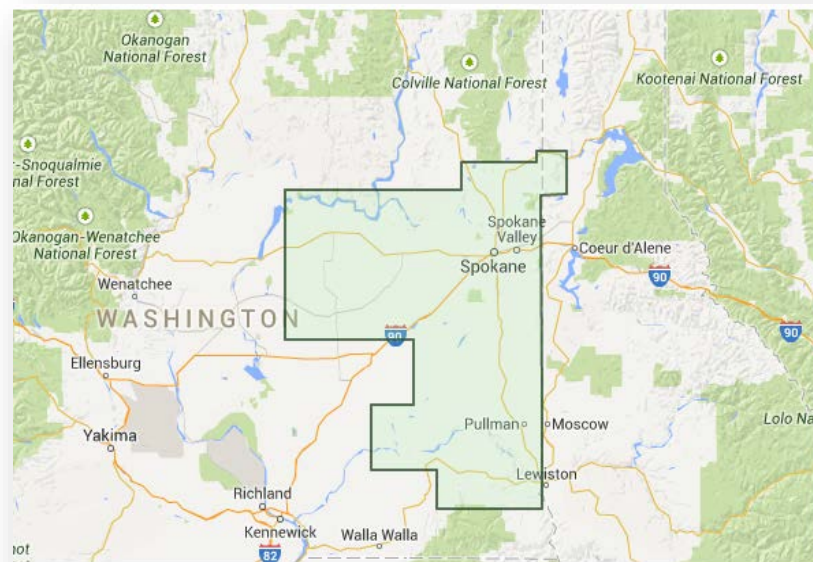 Okanogan
National Forest
Colville National Forest
Kootenai National Forest
-Snoqualmie
nal Forest
Okanogan-Wenatchee
National Forest
Spokane
Valley
Spokane
Coeur d'Alene
90
Wenatchee
WASHINGTON
90
90
Ellensburg
Yakima
Pullman
Moscow
Lolo Na
Lewiston
Richland
Kennewick
Walla Walla
82
not